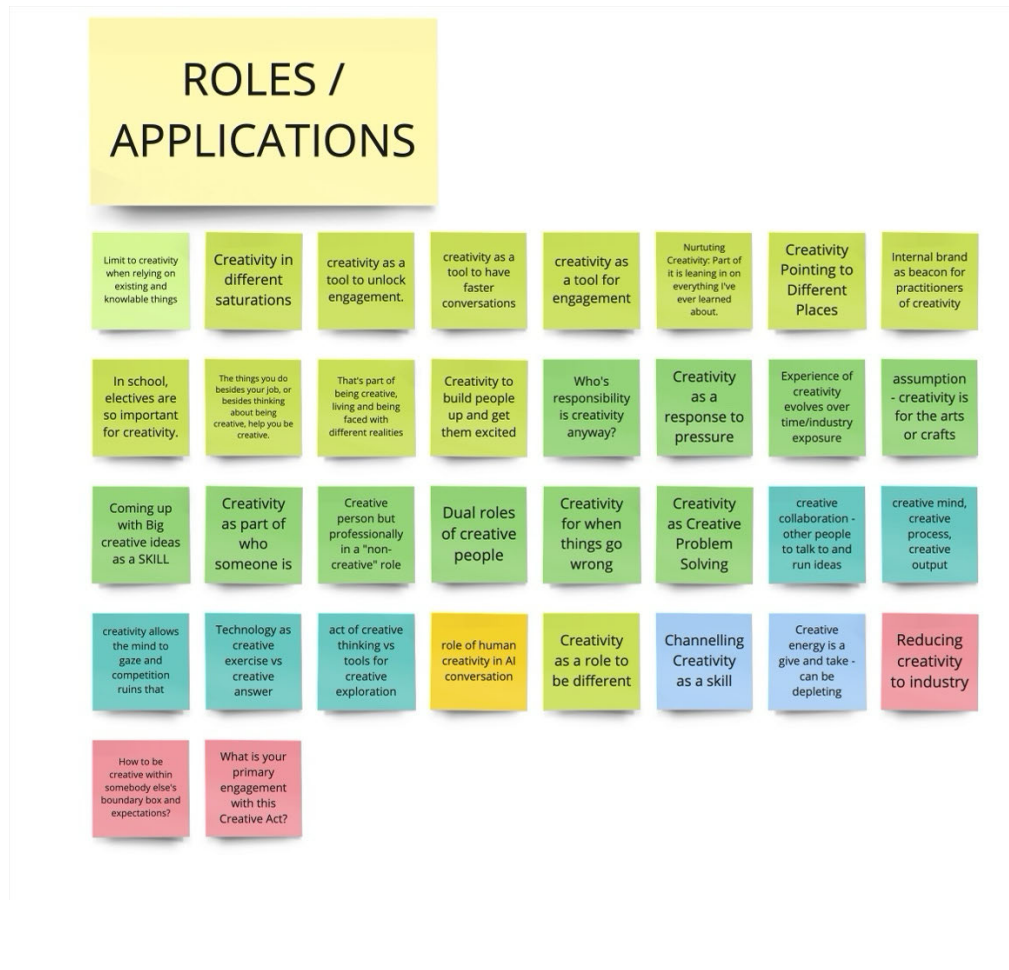 ROLES /
APPLICATIONS
Limit to creativity
when relying on
existing and
knowlable things
Creativity in
different
saturations
creativity as a
tool to unlock
engagement.
creativity as a
tool to have
faster
conversations
creativity as
a tool for
engagement
Nurtuting
Creativity: Part of
it is leaning in on
everything I've
ever learned
about.
Creativity
Pointing to
Different
Places
Internal brand
as beacon for
practitioners
of creativity
In school,
electives are
so important
for creativity.
The things you do
besides your job, or
besides thinking
about being
creative, help you be
creative.
That's part of
being creative,
living and being
faced with
different realities
Creativity to
build people
up and get
them excited
Who's
responsibility
is creativity
anyway?
Creativity
as a
response to
pressure
Experience of
creativity
evolves over
time/industry
exposure
assumption
- creativity is
for the arts
or crafts
Coming up
with Big
creative ideas
as a SKILL
Creativity
as part of
who
someone is
Creative
person but
professionally
in a "non-
creative" role
Dual roles
of creative
people
Creativity
for when
things go
wrong
Creativity
as Creative
Problem
Solving
creative
collaboration -
other people
to talk to and
run ideas
creative mind,
creative
process,
creative
output
creativity allows
the mind to
gaze and
competition
ruins that
Technology as
creative
exercise vs
creative
answer
act of creative
thinking vs
tools for
creative
exploration
role of human
creativity in AI
conversation
Creativity
as a role to
be different
Channelling
Creativity
as a skill
Creative
energy is a
give and take -
can be
depleting
Reducing
creativity
to industry
How to be
creative within
somebody else's
boundary box and
expectations?
What is your
primary
engagement
with this
Creative Act?